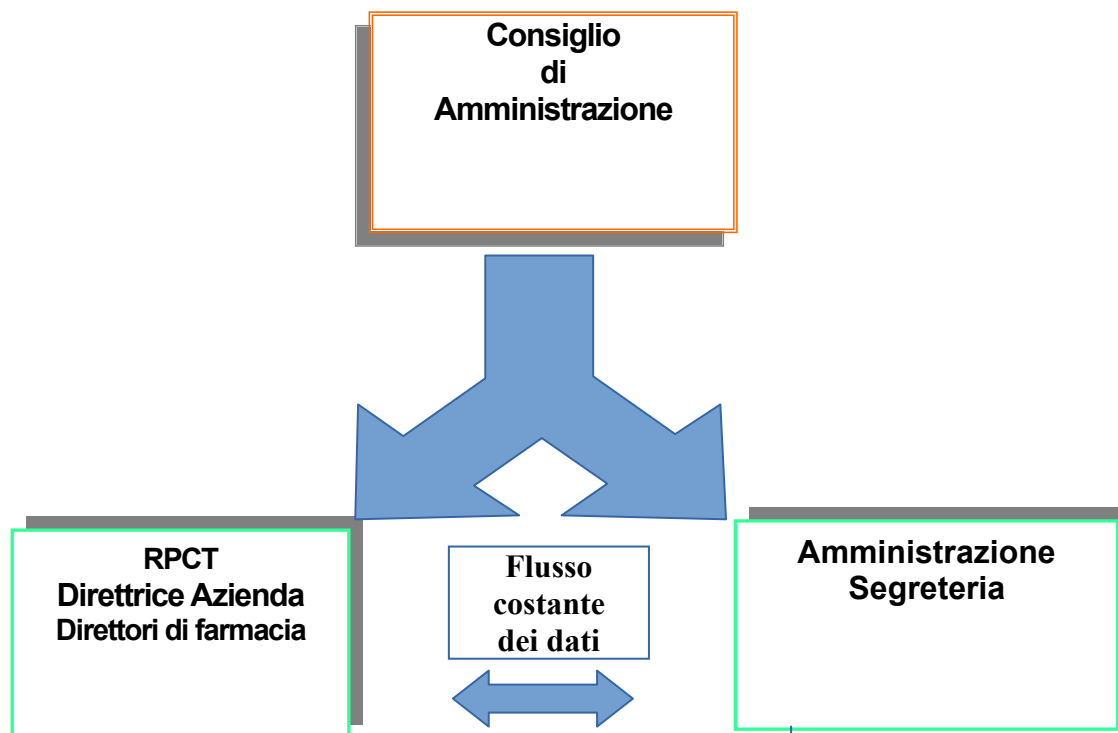 Consiglio
di
Amministrazione
RPCT
Direttrice Azienda
Direttori di farmacia
Flusso
costante
dei dati
Amministrazione
Segreteria